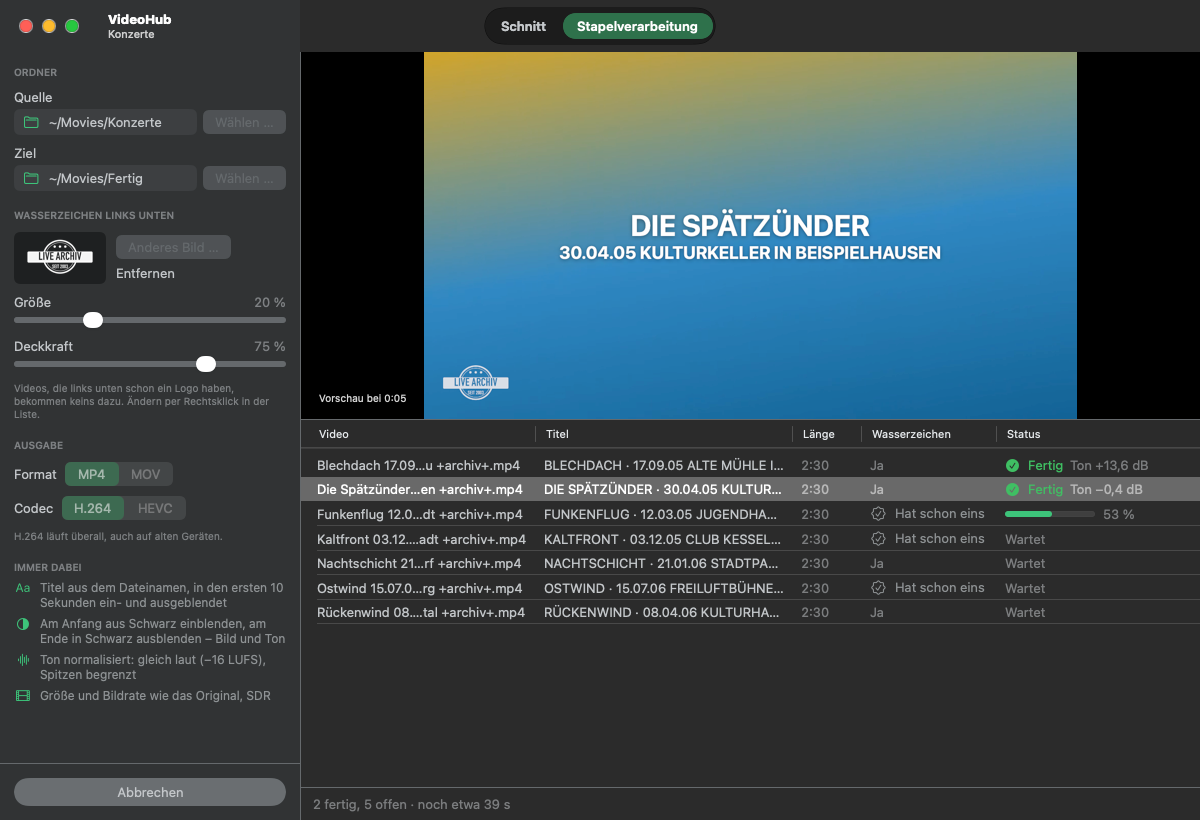 VideoHub
Konzerte
Schnitt
Stapelverarbeitung
ORDNER
Quelle
~/Movies/Konzerte
Wählen ...
Ziel
~/Movies/Fertig
Wählen ...
WASSERZEICHEN LINKS UNTEN
LIVE ARCHIV
SEIT 2003
Anderes Bild ...
Entfernen
Größe 20 %
Deckkraft 75 %
Videos, die links unten schon ein Logo haben,
bekommen keins dazu. Ändern per Rechtsklick in der
Liste.
AUSGABE
Format MP4 MOV
Codec H.264 HEVC
H.264 läuft überall, auch auf alten Geräten.
IMMER DABEI
Aa Titel aus dem Dateinamen, in den ersten 10
Sekunden ein- und ausgeblendet
Am Anfang aus Schwarz einblenden, am
Ende in Schwarz ausblenden – Bild und Ton
Ton normalisiert: gleich laut (−16 LUFS),
Spitzen begrenzt
Größe und Bildrate wie das Original, SDR
Abbrechen
DIE SPÄTZÜNDER
30.04.05 KULTURKELLER IN BEISPIELHAUSEN
LIVE ARCHIV
SEIT 2003
Vorschau bei 0:05
Video Titel Länge Wasserzeichen Status
Blechdach 17.09...u +archiv+.mp4 BLECHDACH · 17.09.05 ALTE MÜHLE I... 2:30 Ja Fertig Ton +13,6 dB
Die Spätzünder...en +archiv+.mp4 DIE SPÄTZÜNDER · 30.04.05 KULTUR... 2:30 Ja Fertig Ton −0,4 dB
Funkenflug 12.0...dt +archiv+.mp4 FUNKENFLUG · 12.03.05 JUGENDHA... 2:30 Hat schon eins 53 %
Kaltfront 03.12....adt +archiv+.mp4 KALTFRONT · 03.12.05 CLUB KESSEL... 2:30 Hat schon eins Wartet
Nachtschicht 21...rf +archiv+.mp4 NACHTSCHICHT · 21.01.06 STADTPA... 2:30 Ja Wartet
Ostwind 15.07.0...rg +archiv+.mp4 OSTWIND · 15.07.06 FREILUFTBÜHNE... 2:30 Hat schon eins Wartet
Rückenwind 08....tal +archiv+.mp4 RÜCKENWIND · 08.04.06 KULTURHA... 2:30 Ja Wartet
2 fertig, 5 offen · noch etwa 39 s